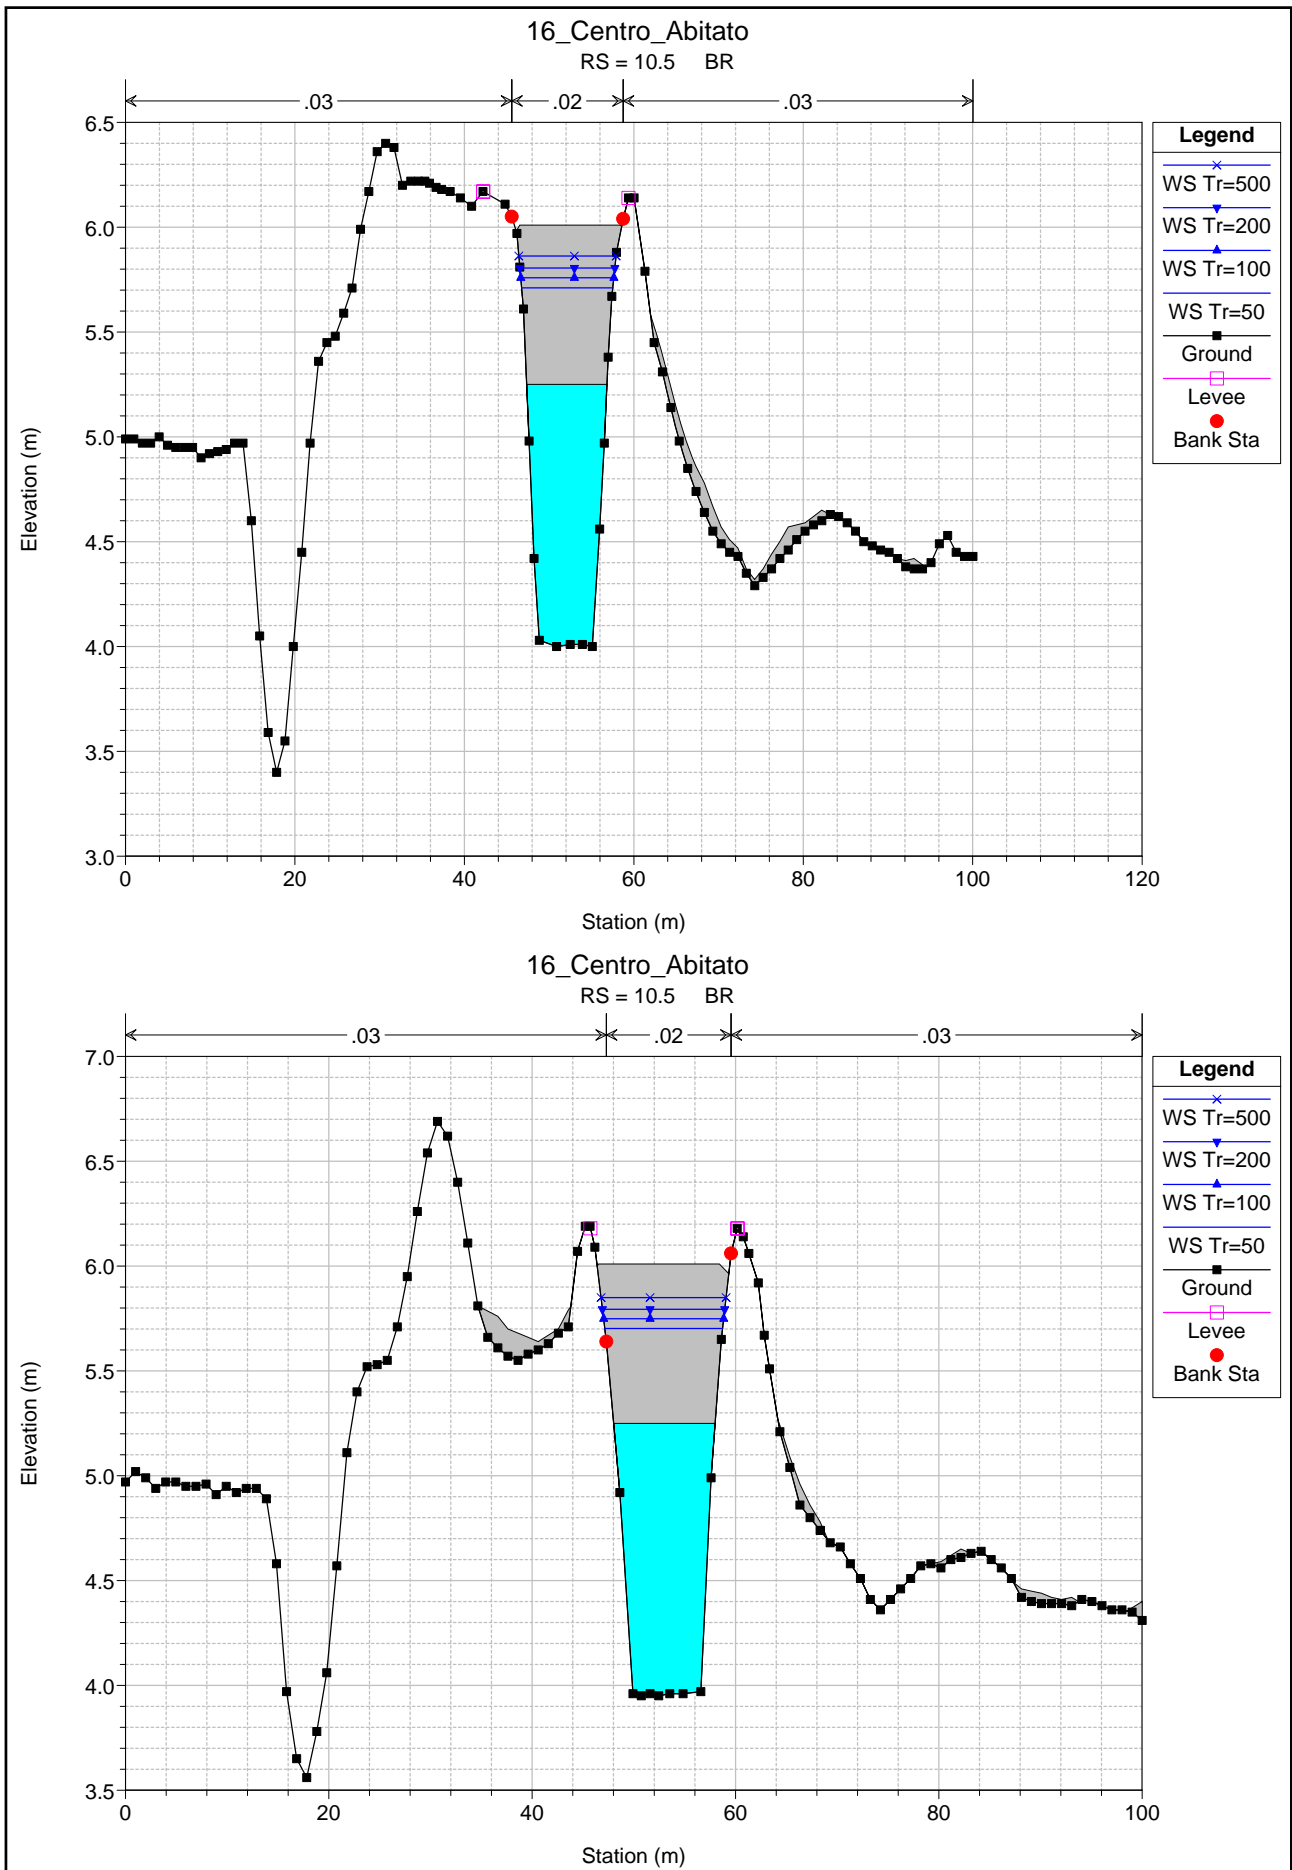 16_Centro_Abitato
RS = 10.5 BR
.03 .02 .03
6.5
6.0
5.5
5.0
4.5
4.0
3.5
3.0
Elevation (m)
0 20 40 60 80 100 120
Station (m)
Legend
WS Tr=500
WS Tr=200
WS Tr=100
WS Tr=50
Ground
Levee
Bank Sta
16_Centro_Abitato
RS = 10.5 BR
.03 .02 .03
7.0
6.5
6.0
5.5
5.0
4.5
4.0
3.5
Elevation (m)
0 20 40 60 80 100
Station (m)
Legend
WS Tr=500
WS Tr=200
WS Tr=100
WS Tr=50
Ground
Levee
Bank Sta